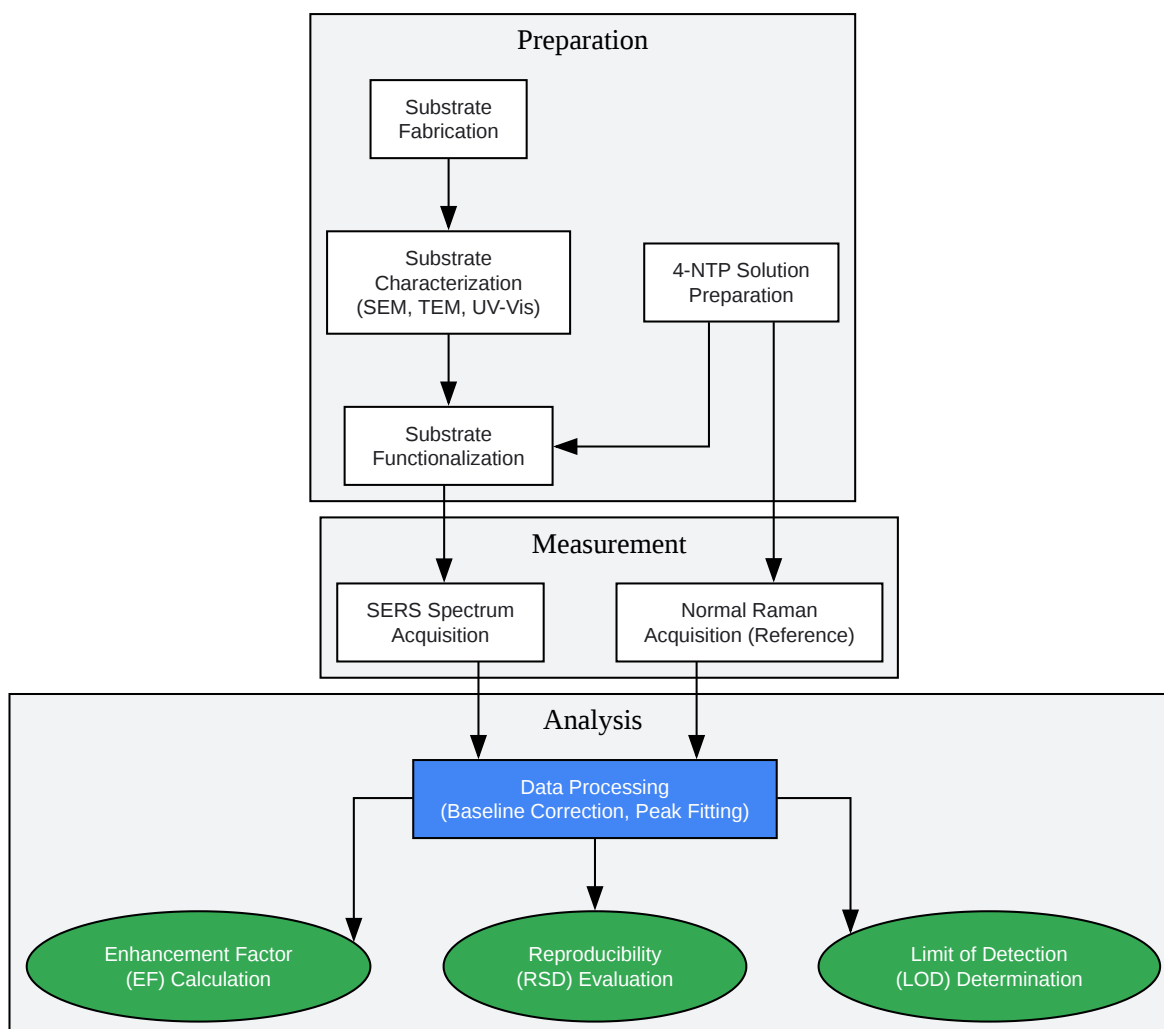 Preparation
Substrate
Fabrication
Substrate
Characterization
(SEM, TEM, UV-Vis)
4-NTP Solution
Preparation
Substrate
Functionalization
Measurement
SERS Spectrum
Acquisition
Normal Raman
Acquisition (Reference)
Analysis
Data Processing
(Baseline Correction, Peak Fitting)
Enhancement Factor
(EF) Calculation
Reproducibility
(RSD) Evaluation
Limit of Detection
(LOD) Determination